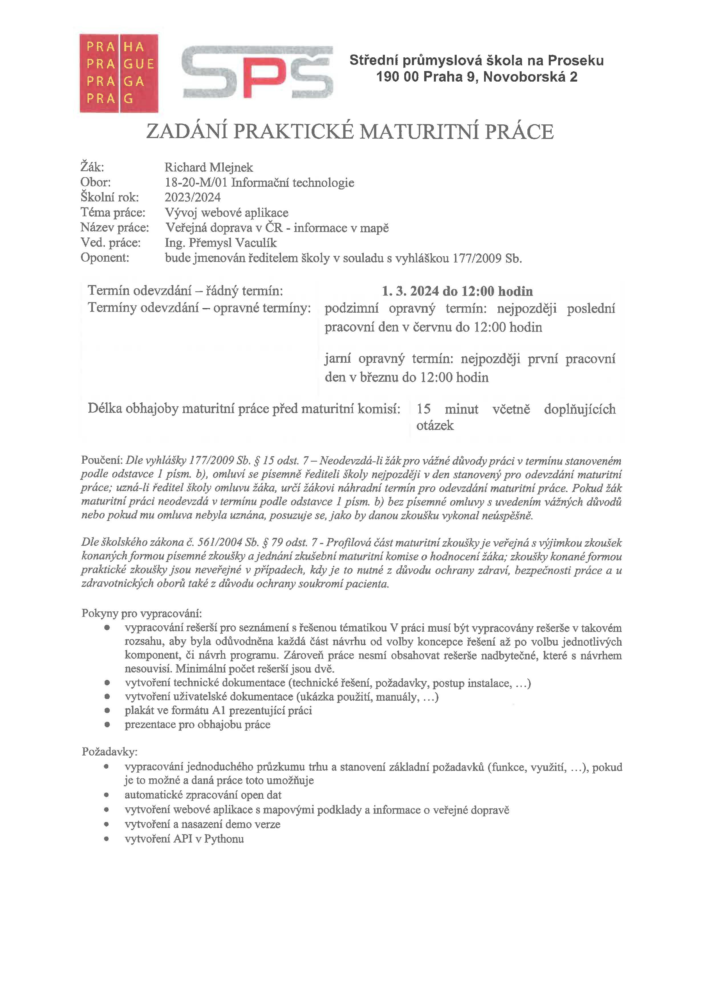 PRA HA
PRA GUE
PRA GA
PRA G
SPŠ
Střední průmyslová škola na Proseku
190 00 Praha 9, Novoborská 2
ZADÁNÍ PRAKTICKÉ MATURITNÍ PRÁCE
Žák: Richard Mlejnek
Obor: 18-20-M/01 Informační technologie
Školní rok: 2023/2024
Téma práce: Vývoj webové aplikace
Název práce: Veřejná doprava v ČR - informace v mapě
Ved. práce: Ing. Přemysl Vaculík
Oponent: bude jmenován ředitelem školy v souladu s vyhláškou 177/2009 Sb.
Termín odevzdání – řádný termín: 1. 3. 2024 do 12:00 hodin
Termíny odevzdání – opravné termíny: podzimní opravný termín: nejpozději poslední
pracovní den v červnu do 12:00 hodin
jarní opravný termín: nejpozději první pracovní
den v březnu do 12:00 hodin
Délka obhajoby maturitní práce před maturitní komisí: 15 minut včetně doplňujících
otázek
Poučení: Dle vyhlášky 177/2009 Sb. § 15 odst. 7 – Neodevzdá-li žák pro vážné důvody práci v termínu stanoveném
podle odstavce 1 písm. b), omluví se písemně řediteli školy nejpozději v den stanovený pro odevzdání maturitní
práce; uzná-li ředitel školy omluvu žáka, určí žákovi náhradní termín pro odevzdání maturitní práce. Pokud žák
maturitní práci neodevzdá v termínu podle odstavce 1 písm. b) bez písemné omluvy s uvedením vážných důvodů
nebo pokud mu omluva nebyla uznána, posuzuje se, jako by danou zkoušku vykonal neúspěšně.
Dle školského zákona č. 561/2004 Sb. § 79 odst. 7 - Profilová část maturitní zkoušky je veřejná s výjimkou zkoušek
konaných formou písemné zkoušky a jednání zkušební maturitní komise o hodnocení žáka; zkoušky konané formou
praktické zkoušky jsou neveřejné v případech, kdy je to nutné z důvodu ochrany zdraví, bezpečnosti práce a u
zdravotnických oborů také z důvodu ochrany soukromí pacienta.
Pokyny pro vypracování:
• vypracování rešerší pro seznámení s řešenou tématikou V práci musí být vypracovány rešerše v takovém
rozsahu, aby byla odůvodněna každá část návrhu od volby koncepce řešení až po volbu jednotlivých
komponent, či návrh programu. Zároveň práce nesmí obsahovat rešerše nadbytečné, které s návrhem
nesouvisí. Minimální počet rešerší jsou dvě.
• vytvoření technické dokumentace (technické řešení, požadavky, postup instalace, …)
• vytvoření uživatelské dokumentace (ukázka použití, manuály, …)
• plakát ve formátu A1 prezentující práci
• prezentace pro obhajobu práce
Požadavky:
• vypracování jednoduchého průzkumu trhu a stanovení základní požadavků (funkce, využití, …), pokud
je to možné a daná práce toto umožňuje
• automatické zpracování open dat
• vytvoření webové aplikace s mapovými podklady a informace o veřejné dopravě
• vytvoření a nasazení demo verze
• vytvoření API v Pythonu